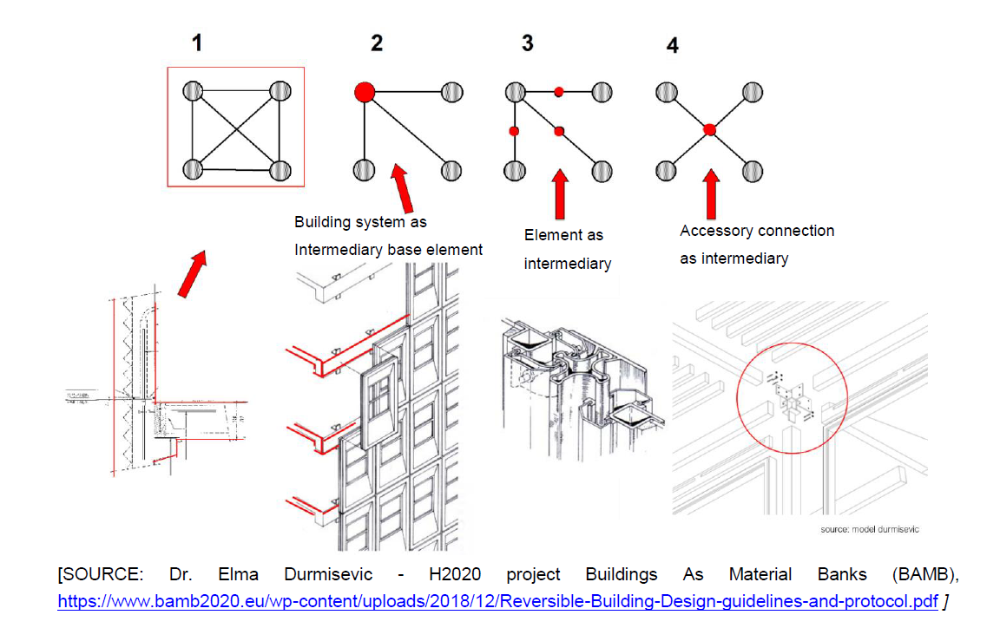 1
2
3
4
Building system as
Intermediary base element
Element as
intermediary
Accessory connection
as intermediary
source: model durmisevic
[SOURCE: Dr. Elma Durmisevic - H2020 project Buildings As Material Banks (BAMB),
https://www.bamb2020.eu/wp-content/uploads/2018/12/Reversible-Building-Design-guidelines-and-protocol.pdf ]